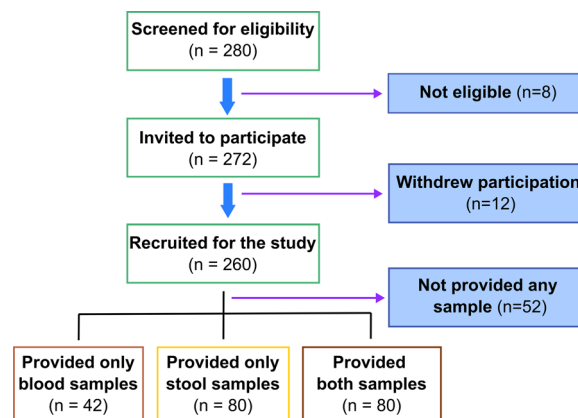 Screened for eligibility
(n = 280)
Not eligible (n=8)
Invited to participate
(n = 272)
Withdrew participation
(n=12)
Recruited for the study
(n = 260)
Not provided any
sample (n=52)
Provided only
blood samples
(n = 42)
Provided only
stool samples
(n = 80)
Provided
both samples
(n = 80)